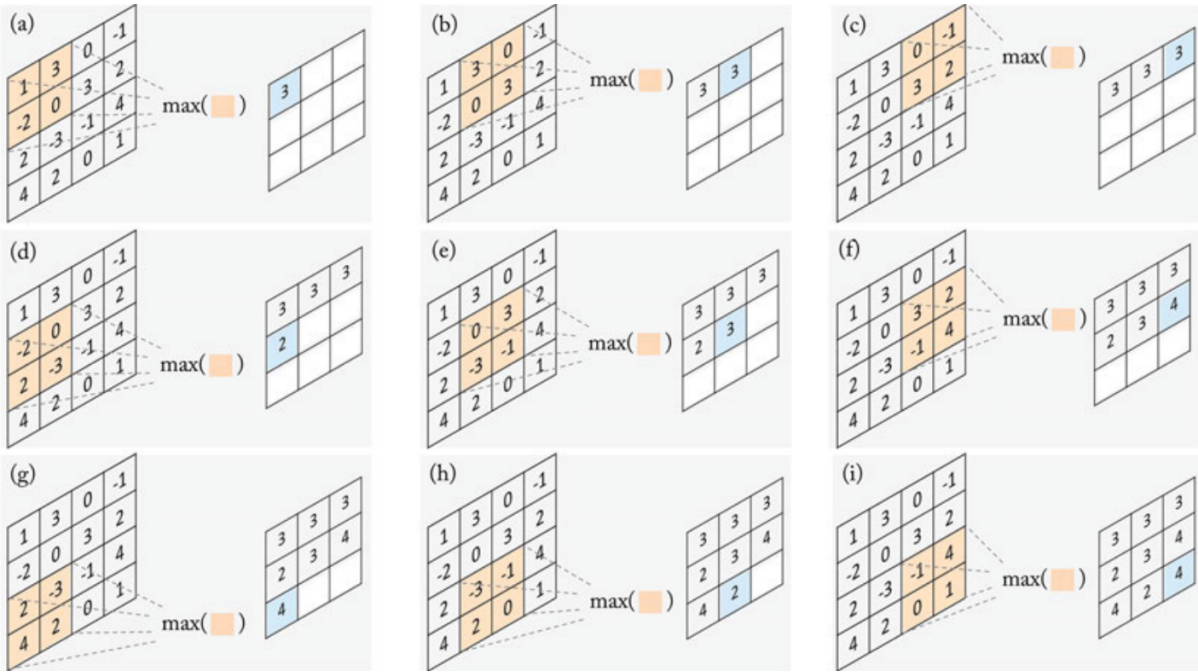 (a)
1 3 0 -1
-2 0 3 2
2 -3 -1 4
4 2 0 1
max( )
3
(b)
1 3 0 -1
-2 0 3 2
2 -3 -1 4
4 2 0 1
max( )
3 3
(c)
1 3 0 -1
-2 0 3 2
2 -3 -1 4
4 2 0 1
max( )
3 3 3
(d)
1 3 0 -1
-2 0 3 2
2 -3 -1 4
4 2 0 1
max( )
3 3 3
2
(e)
1 3 0 -1
-2 0 3 2
2 -3 -1 4
4 2 0 1
max( )
3 3 3
2 3
(f)
1 3 0 -1
-2 0 3 2
2 -3 -1 4
4 2 0 1
max( )
3 3 3
2 3 4
(g)
1 3 0 -1
-2 0 3 2
2 -3 -1 4
4 2 0 1
max( )
3 3 3
2 3 4
4
(h)
1 3 0 -1
-2 0 3 2
2 -3 -1 4
4 2 0 1
max( )
3 3 3
2 3 4
4 2
(i)
1 3 0 -1
-2 0 3 2
2 -3 -1 4
4 2 0 1
max( )
3 3 3
2 3 4
4 2 4